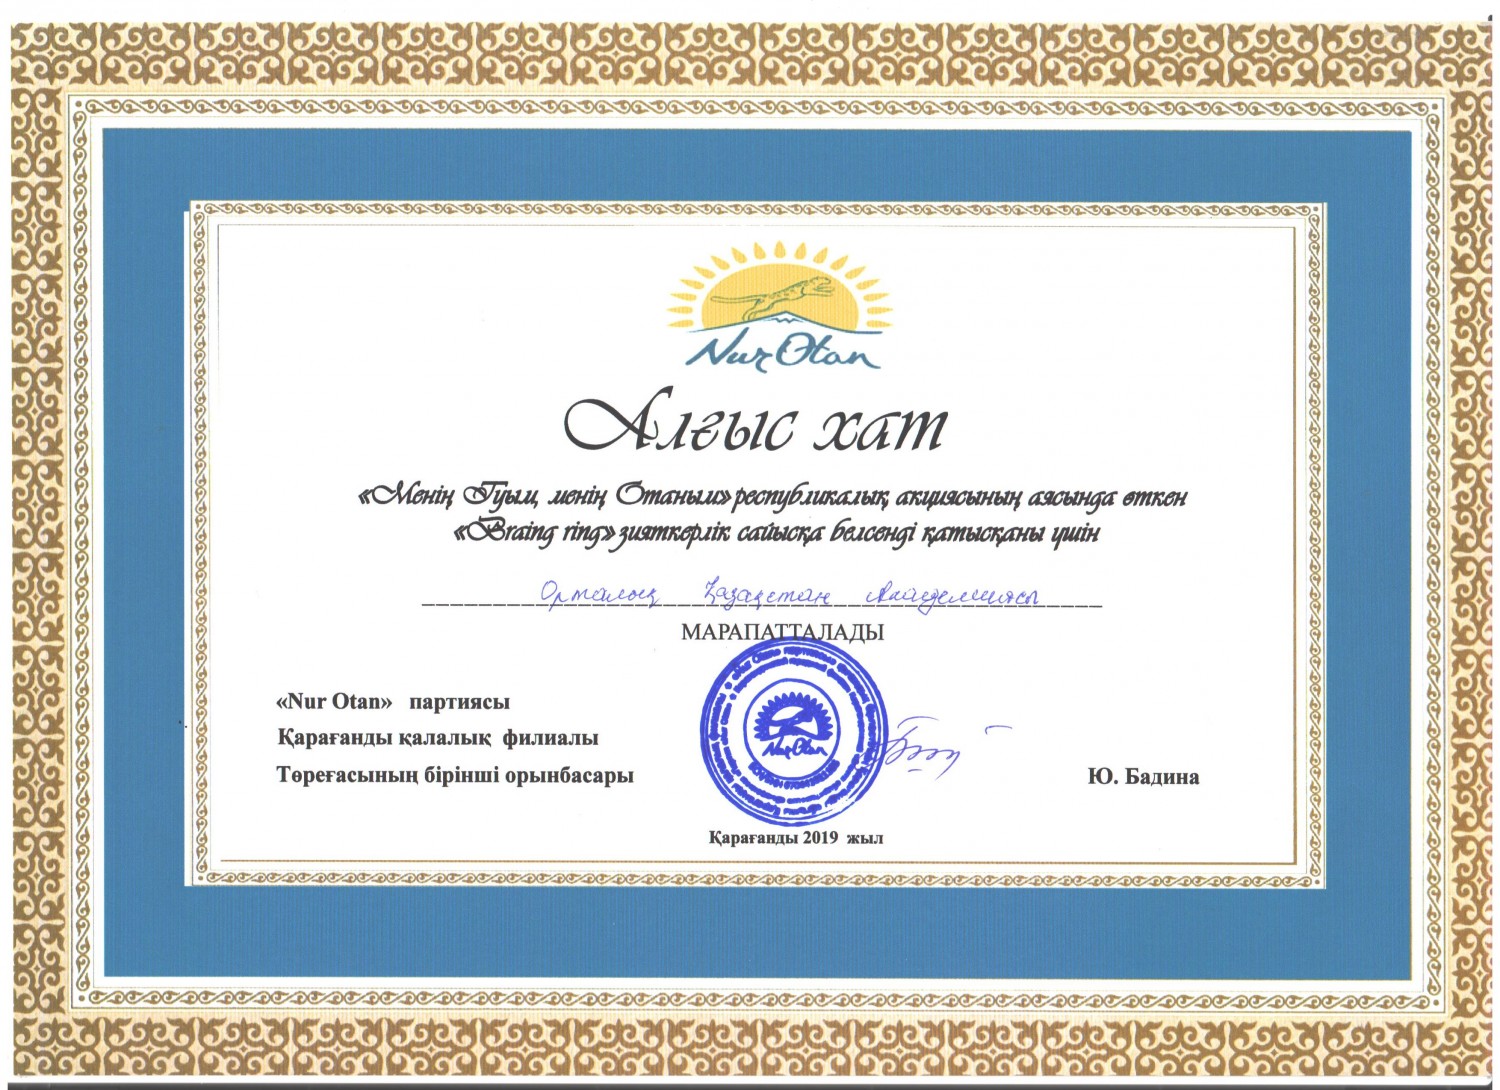 Nur Otan
Алғыс хат
«Менің Туым, менің Отаным» республикалық акциясының аясында өткен
«Braing ring» зияткерлік сайысқа белсенді қатысқаны үшін
Орталық Қазақстан Академиясы
МАРАПАТТАЛАДЫ
«Nur Otan» партиясы
Қарағанды қалалық филиалы
Төреғасының бірінші орынбасары
Nur Otan
Ю. Бадина
Қарағанды 2019 жыл